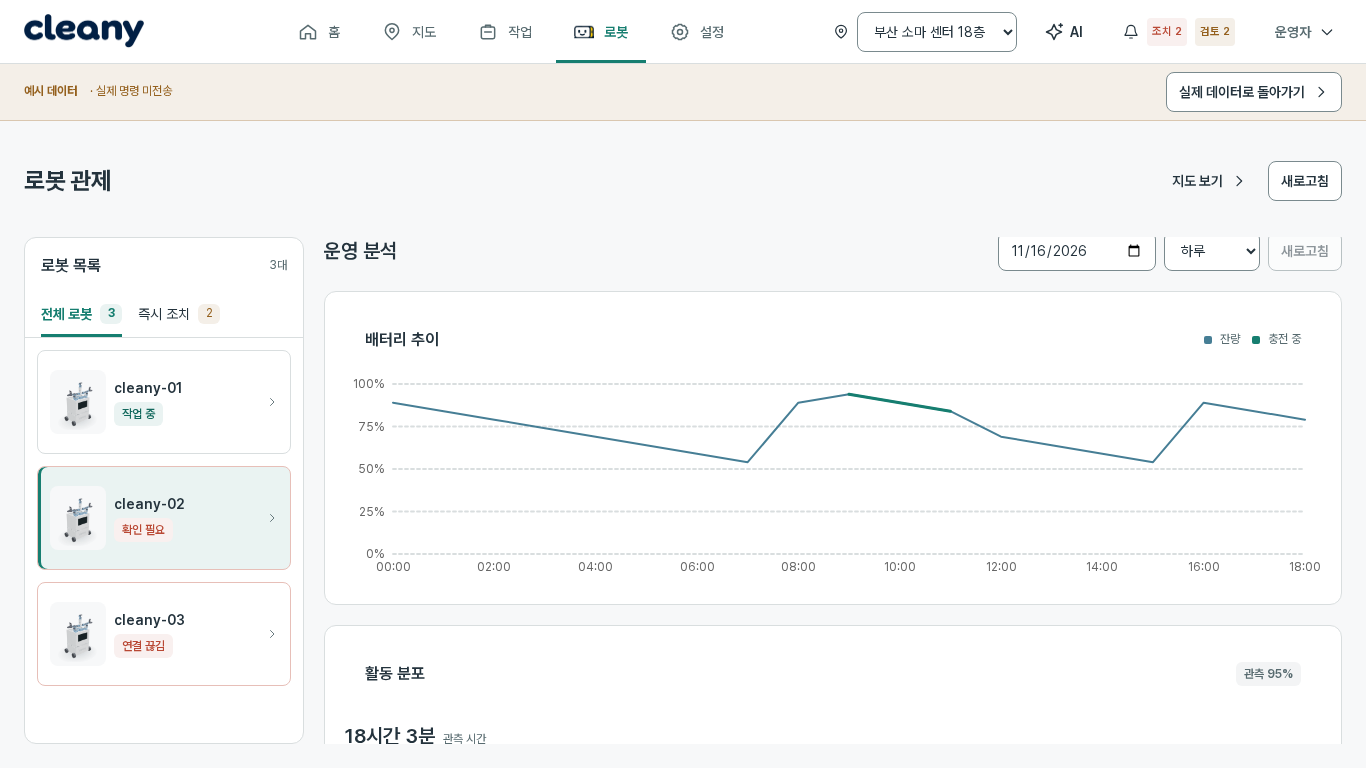 cleany
홈
지도
작업
로봇
설정
부산 소마 센터 18층
AI
조치 2
검토 2
운영자
예시 데이터 · 실제 명령 미전송
실제 데이터로 돌아가기
로봇 관제
지도 보기
새로고침
로봇 목록
3대
전체 로봇 3
즉시 조치 2
cleany-01
작업 중
cleany-02
확인 필요
cleany-03
연결 끊김
운영 분석
11/16/2026
하루
새로고침
배터리 추이
잔량
충전 중
100%
75%
50%
25%
0%
00:00 02:00 04:00 06:00 08:00 10:00 12:00 14:00 16:00 18:00
활동 분포
관측 95%
18시간 3분 관측 시간